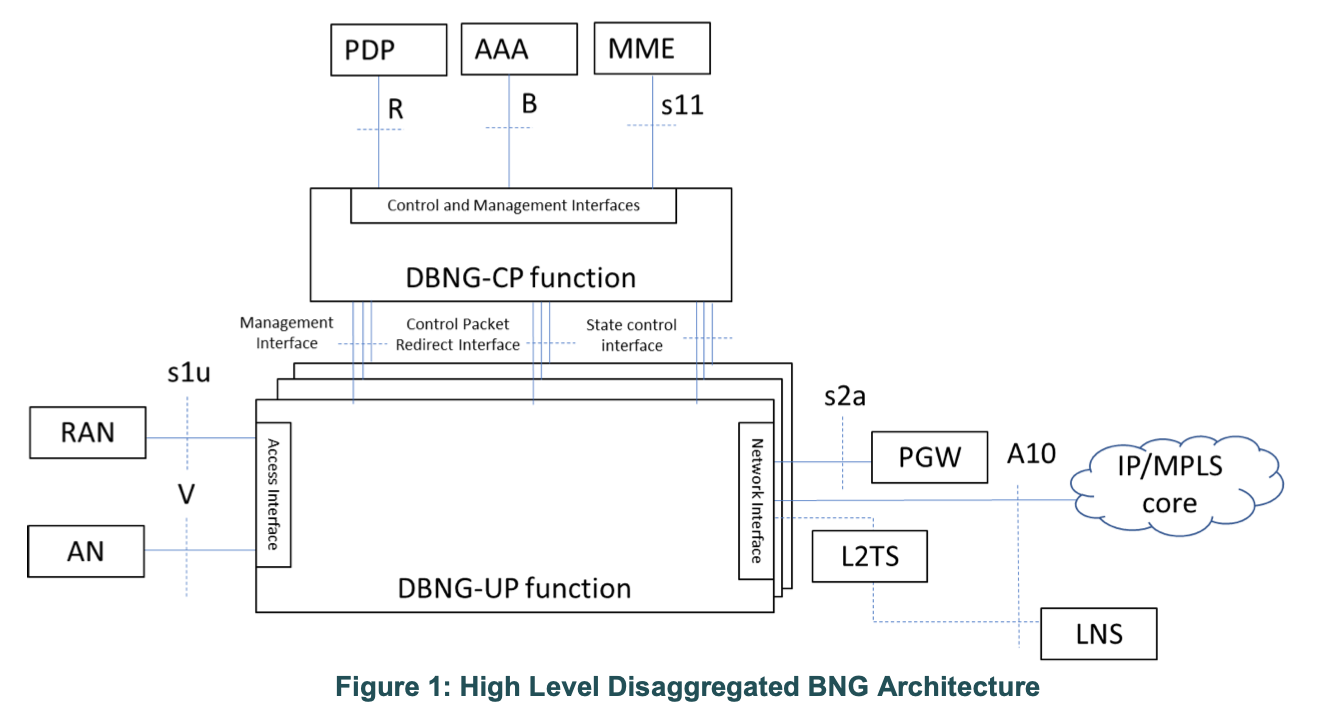 PDP
AAA
MME
R
B
s11
Control and Management Interfaces
DBNG-CP function
Management
Interface
Control Packet
Redirect Interface
State control
interface
s1u
RAN
V
AN
Access Interface
DBNG-UP function
Network Interface
s2a
PGW
A10
IP/MPLS
core
L2TS
LNS
Figure 1: High Level Disaggregated BNG Architecture